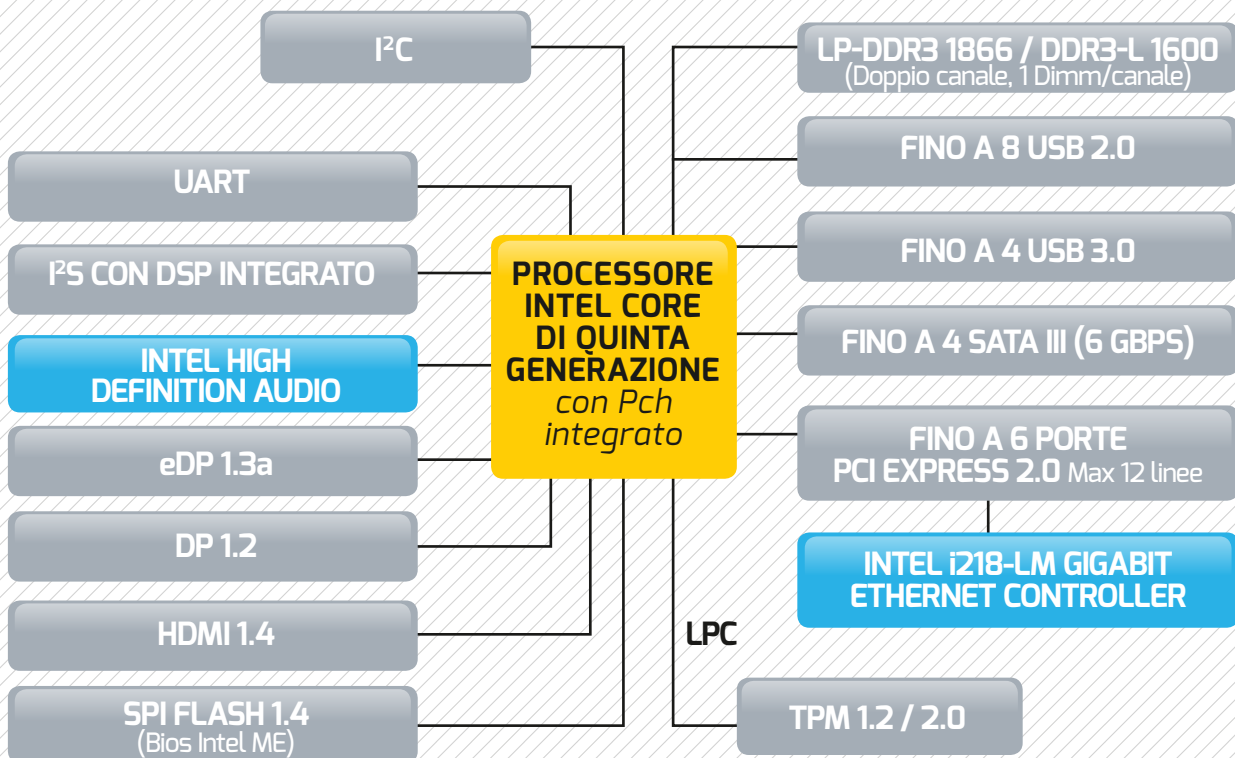 I²C
UART
I²S CON DSP INTEGRATO
INTEL HIGH
DEFINITION AUDIO
eDP 1.3a
DP 1.2
HDMI 1.4
SPI FLASH 1.4
(Bios Intel ME)
PROCESSORE
INTEL CORE
DI QUINTA
GENERAZIONE
con Pch
integrato
LP-DDR3 1866 / DDR3-L 1600
(Doppio canale, 1 Dimm/canale)
FINO A 8 USB 2.0
FINO A 4 USB 3.0
FINO A 4 SATA III (6 GBPS)
FINO A 6 PORTE
PCI EXPRESS 2.0 Max 12 linee
INTEL i218-LM GIGABIT
ETHERNET CONTROLLER
LPC
TPM 1.2 / 2.0